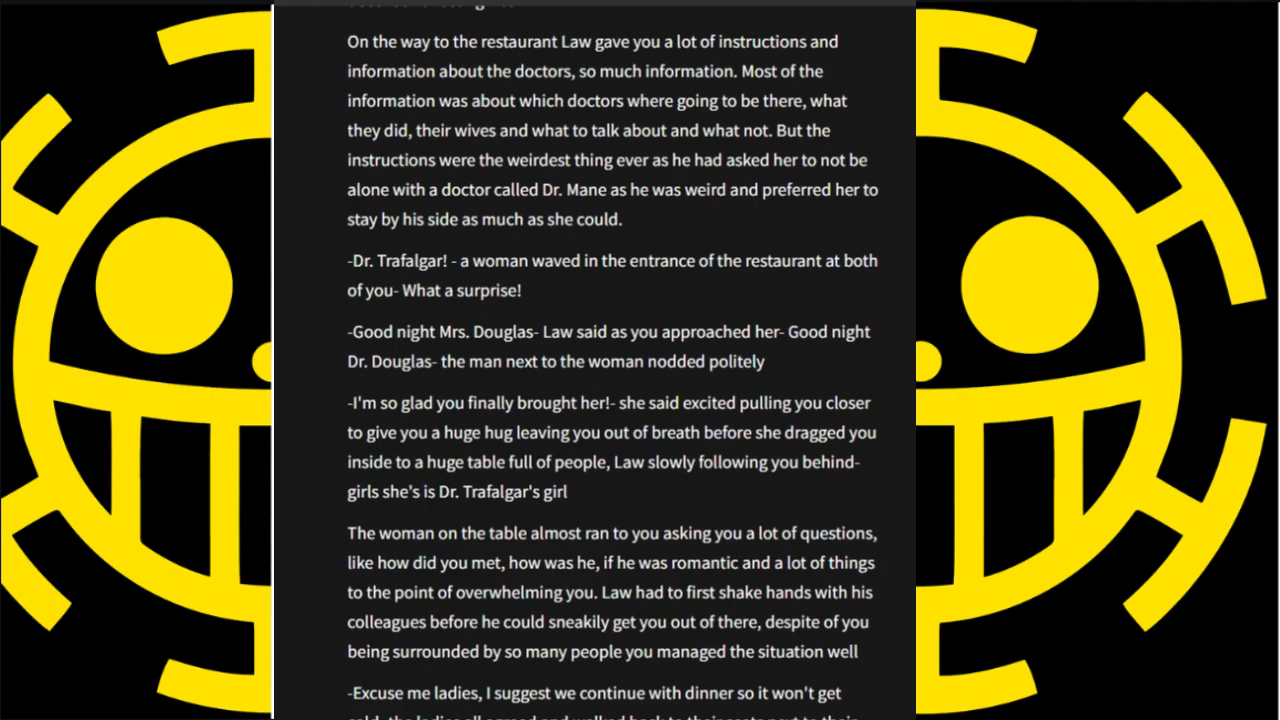 On the way to the restaurant Law gave you a lot of instructions and
information about the doctors, so much information. Most of the
information was about which doctors where going to be there, what
they did, their wives and what to talk about and what not. But the
instructions were the weirdest thing ever as he had asked her to not be
alone with a doctor called Dr. Mane as he was weird and preferred her to
stay by his side as much as she could.
-Dr. Trafalgar! - a woman waved in the entrance of the restaurant at both
of you- What a surprise!
-Good night Mrs. Douglas- Law said as you approached her- Good night
Dr. Douglas- the man next to the woman nodded politely
-I'm so glad you finally brought her!- she said excited pulling you closer
to give you a huge hug leaving you out of breath before she dragged you
inside to a huge table full of people, Law slowly following you behind-
girls she's is Dr. Trafalgar's girl
The woman on the table almost ran to you asking you a lot of questions,
like how did you met, how was he, if he was romantic and a lot of things
to the point of overwhelming you. Law had to first shake hands with his
colleagues before he could sneakily get you out of there, despite of you
being surrounded by so many people you managed the situation well
-Excuse me ladies, I suggest we continue with dinner so it won't get